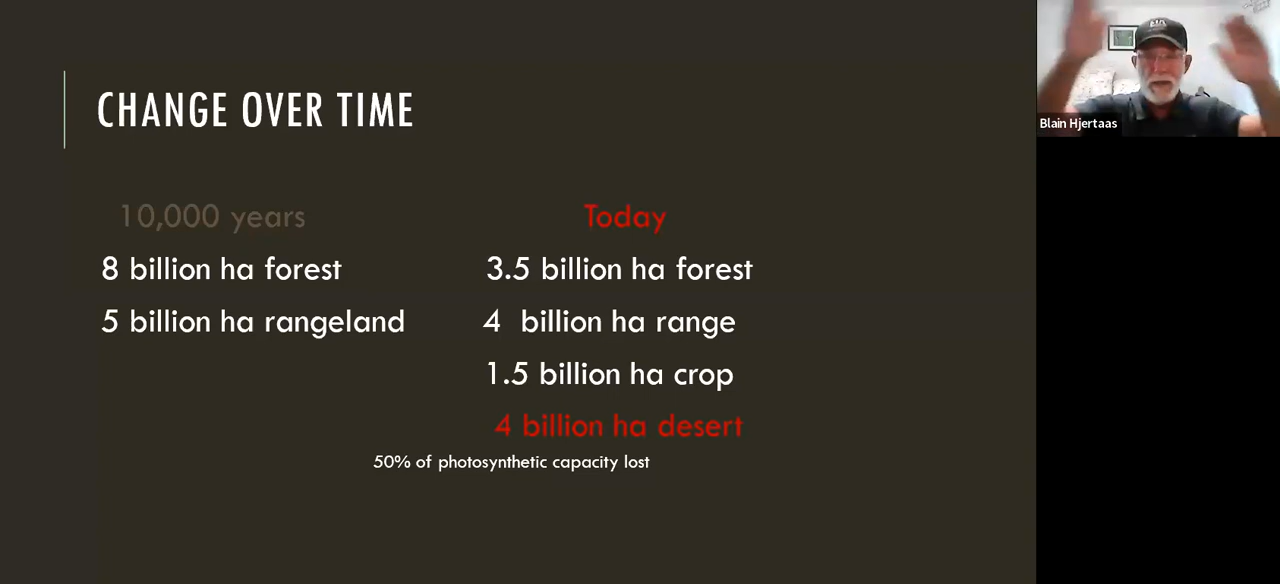 CHANGE OVER TIME
10,000 years
Today
8 billion ha forest
3.5 billion ha forest
5 billion ha rangeland
4 billion ha range
1.5 billion ha crop
4 billion ha desert
50% of photosynthetic capacity lost
Blain Hjertaas